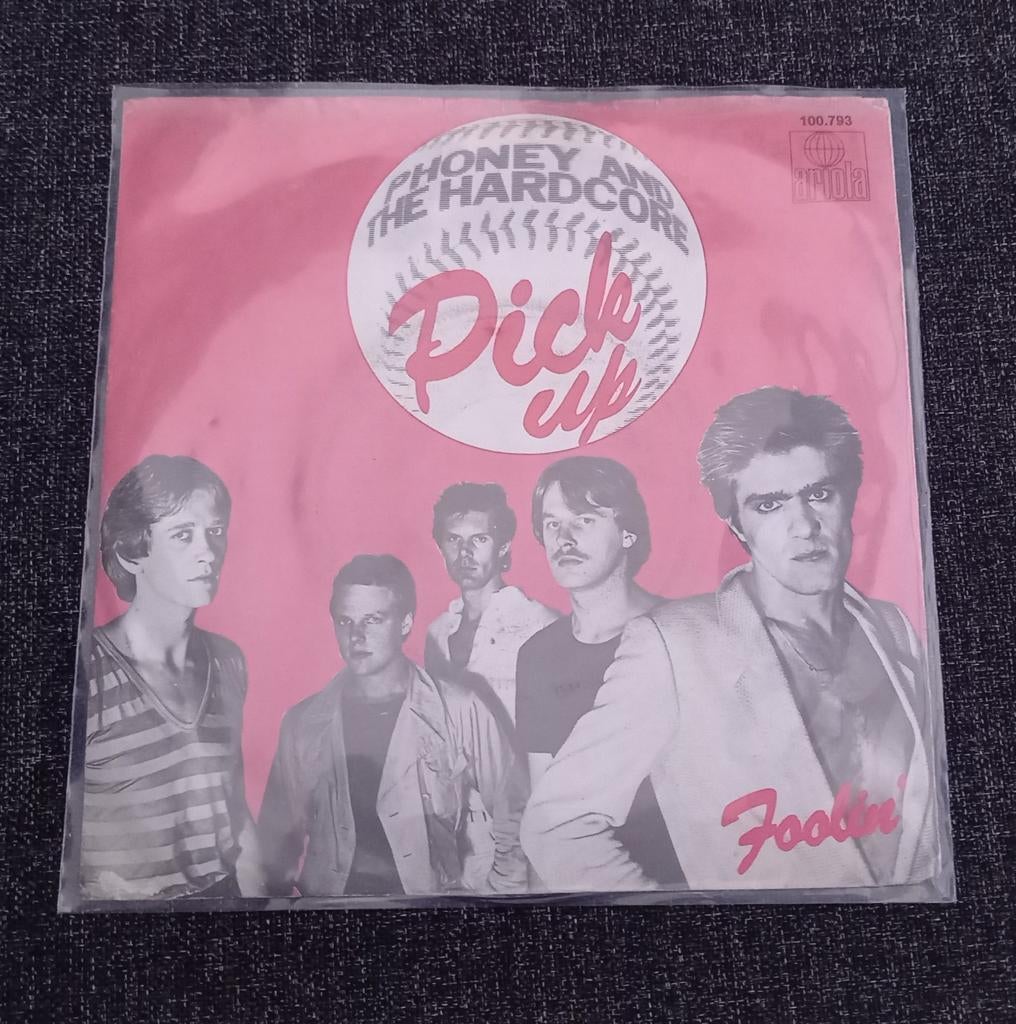 100.793
ariola
PHONEY AND
THE HARDCORE
Pick
up
Foolin'